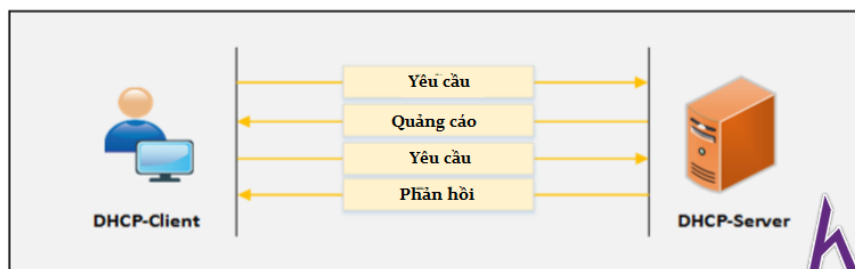 Yêu cầu
Quảng cáo
Yêu cầu
Phản hồi
DHCP-Client
DHCP-Server